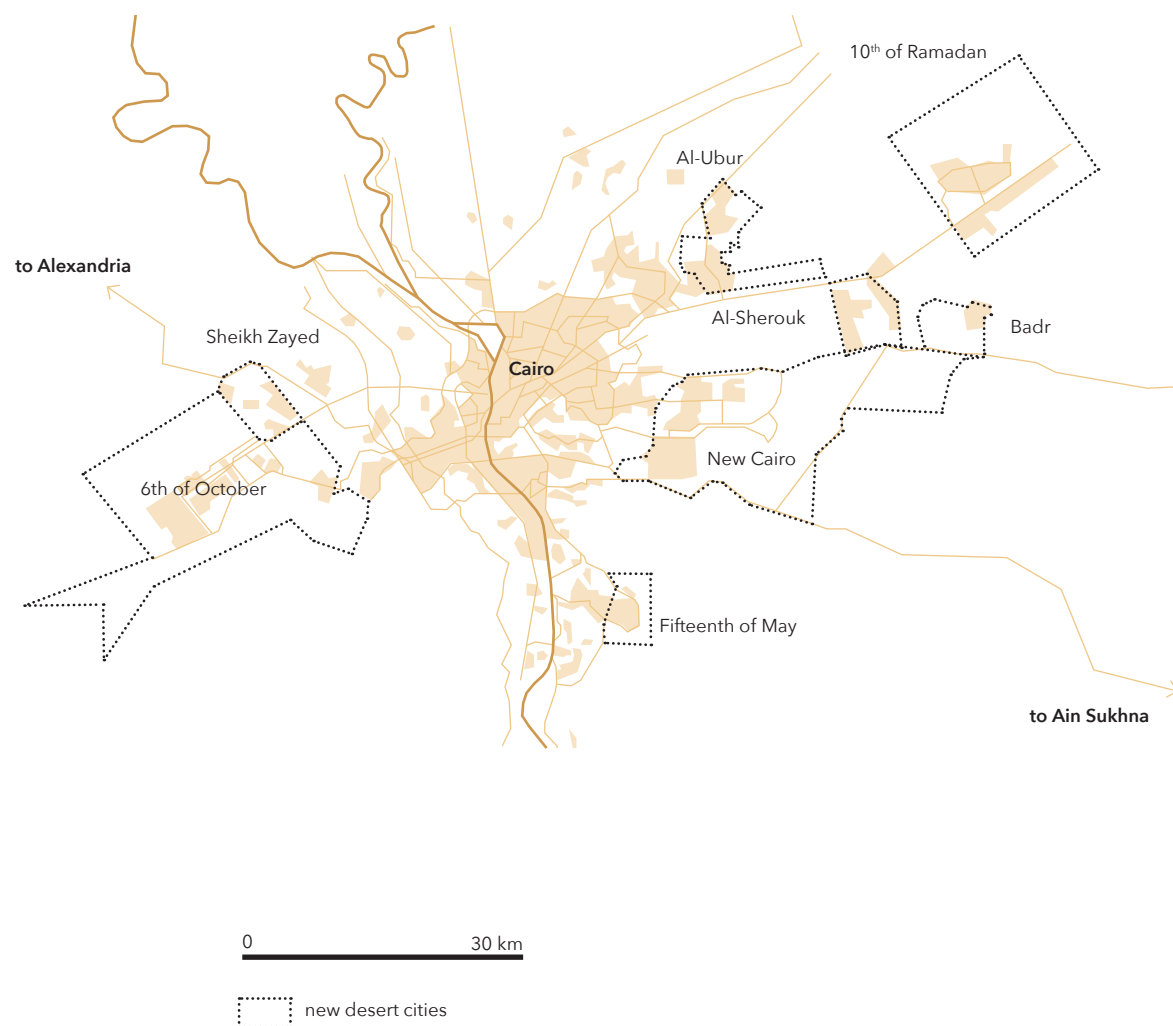 10th of Ramadan
Al-Ubur
to Alexandria
Al-Sherouk
Badr
Sheikh Zayed
Cairo
New Cairo
6th of October
Fifteenth of May
to Ain Sukhna
0 30 km
new desert cities